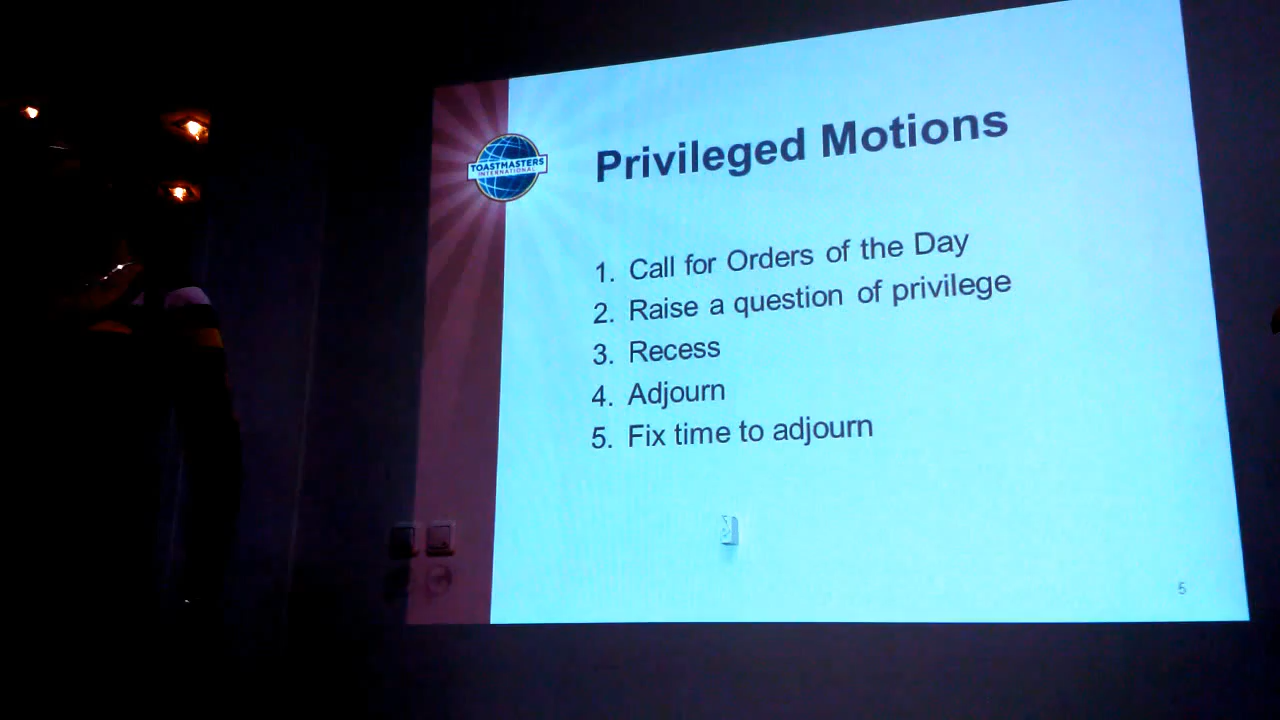 TOASTMASTERS
INTERNATIONAL
Privileged Motions
1. Call for Orders of the Day
2. Raise a question of privilege
3. Recess
4. Adjourn
5. Fix time to adjourn
5